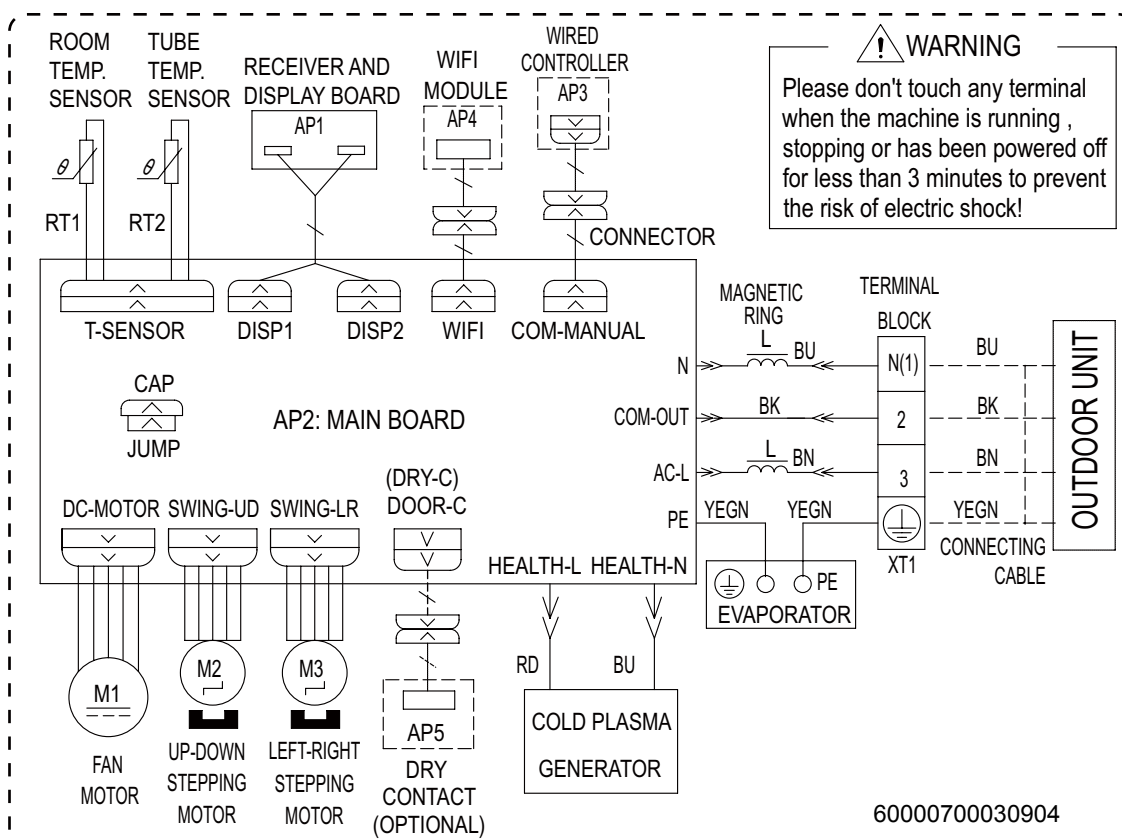 ROOM
TEMP.
SENSOR
TUBE
TEMP.
SENSOR
RECEIVER AND
DISPLAY BOARD
AP1
WIFI
MODULE
AP4
WIRED
CONTROLLER
AP3
WARNING
Please don't touch any terminal
when the machine is running ,
stopping or has been powered off
for less than 3 minutes to prevent
the risk of electric shock!
θ
θ
RT1
RT2
CONNECTOR
T-SENSOR
DISP1
DISP2
WIFI
COM-MANUAL
MAGNETIC
RING
TERMINAL
BLOCK
N
L
BU
N(1)
BU
CAP
JUMP
AP2: MAIN BOARD
COM-OUT
BK
2
BK
AC-L
L
BN
3
BN
PE
YEGN
YEGN
YEGN
XT1
CONNECTING
CABLE
OUTDOOR UNIT
PE
EVAPORATOR
DC-MOTOR
SWING-UD
SWING-LR
(DRY-C)
DOOR-C
HEALTH-L
HEALTH-N
M1
M2
M3
AP5
RD
BU
FAN
MOTOR
UP-DOWN
STEPPING
MOTOR
LEFT-RIGHT
STEPPING
MOTOR
DRY
CONTACT
(OPTIONAL)
COLD PLASMA
GENERATOR
60000700030904